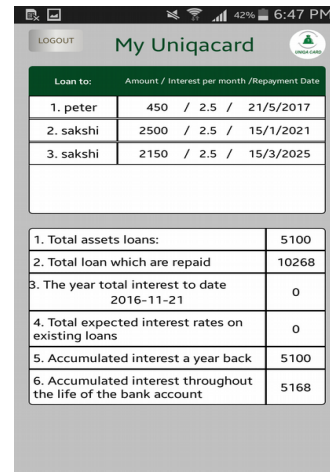 42% 6:47 PM
LOGOUT My Uniqacard
UNIQA CARD
Loan to: Amount / Interest per month /Repayment Date
1. peter 450 / 2.5 / 21/5/2017
2. sakshi 2500 / 2.5 / 15/1/2021
3. sakshi 2150 / 2.5 / 15/3/2025
1. Total assets loans: 5100
2. Total loan which are repaid 10268
3. The year total interest to date
2016-11-21 0
4. Total expected interest rates on
existing loans 0
5. Accumulated interest a year back 5100
6. Accumulated interest throughout
the life of the bank account 5168